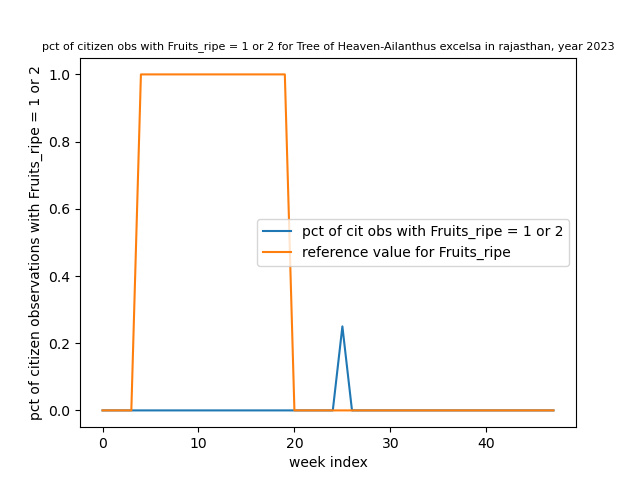 pct of citizen obs with Fruits_ripe = 1 or 2 for Tree of Heaven-Ailanthus excelsa in rajasthan, year 2023
pct of citizen observations with Fruits_ripe = 1 or 2
1.0
0.8
0.6
0.4
0.2
0.0
pct of cit obs with Fruits_ripe = 1 or 2
reference value for Fruits_ripe
0 10 20 30 40
week index